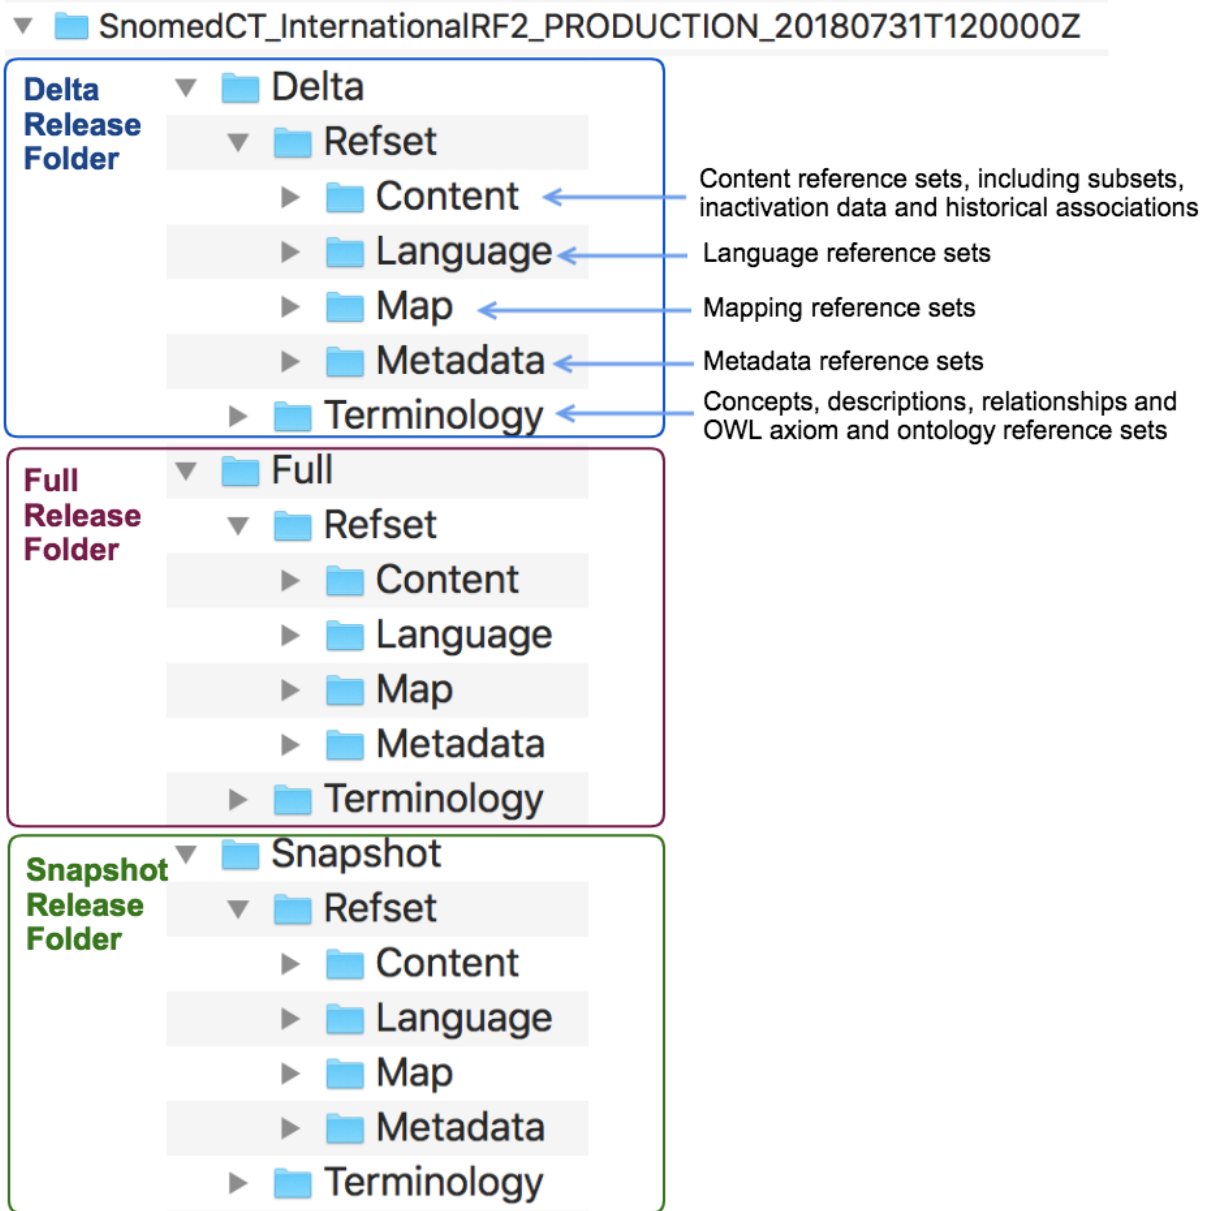 SnomedCT_InternationalRF2_PRODUCTION_20180731T120000Z
Delta
Release
Folder
Delta
Refset
Content
Language
Map
Metadata
Terminology
Content reference sets, including subsets,
inactivation data and historical associations
Language reference sets
Mapping reference sets
Metadata reference sets
Concepts, descriptions, relationships and
OWL axiom and ontology reference sets
Full
Release
Folder
Full
Refset
Content
Language
Map
Metadata
Terminology
Snapshot
Release
Folder
Snapshot
Refset
Content
Language
Map
Metadata
Terminology